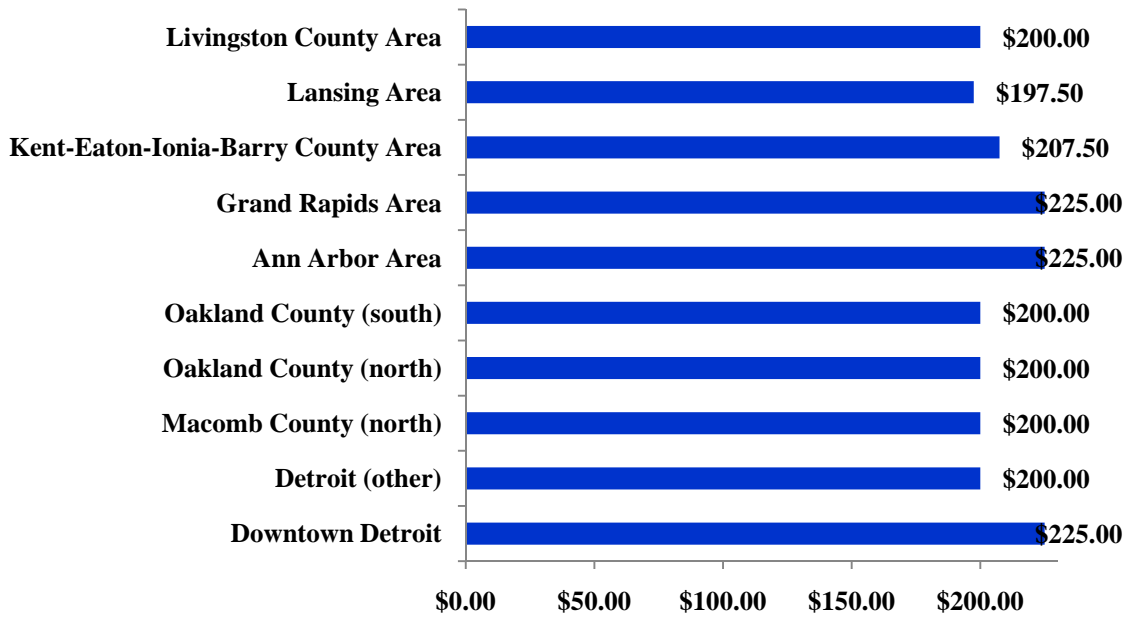 Livingston County Area $200.00
Lansing Area $197.50
Kent-Eaton-Ionia-Barry County Area $207.50
Grand Rapids Area $225.00
Ann Arbor Area $225.00
Oakland County (south) $200.00
Oakland County (north) $200.00
Macomb County (north) $200.00
Detroit (other) $200.00
Downtown Detroit $225.00
$0.00 $50.00 $100.00 $150.00 $200.00